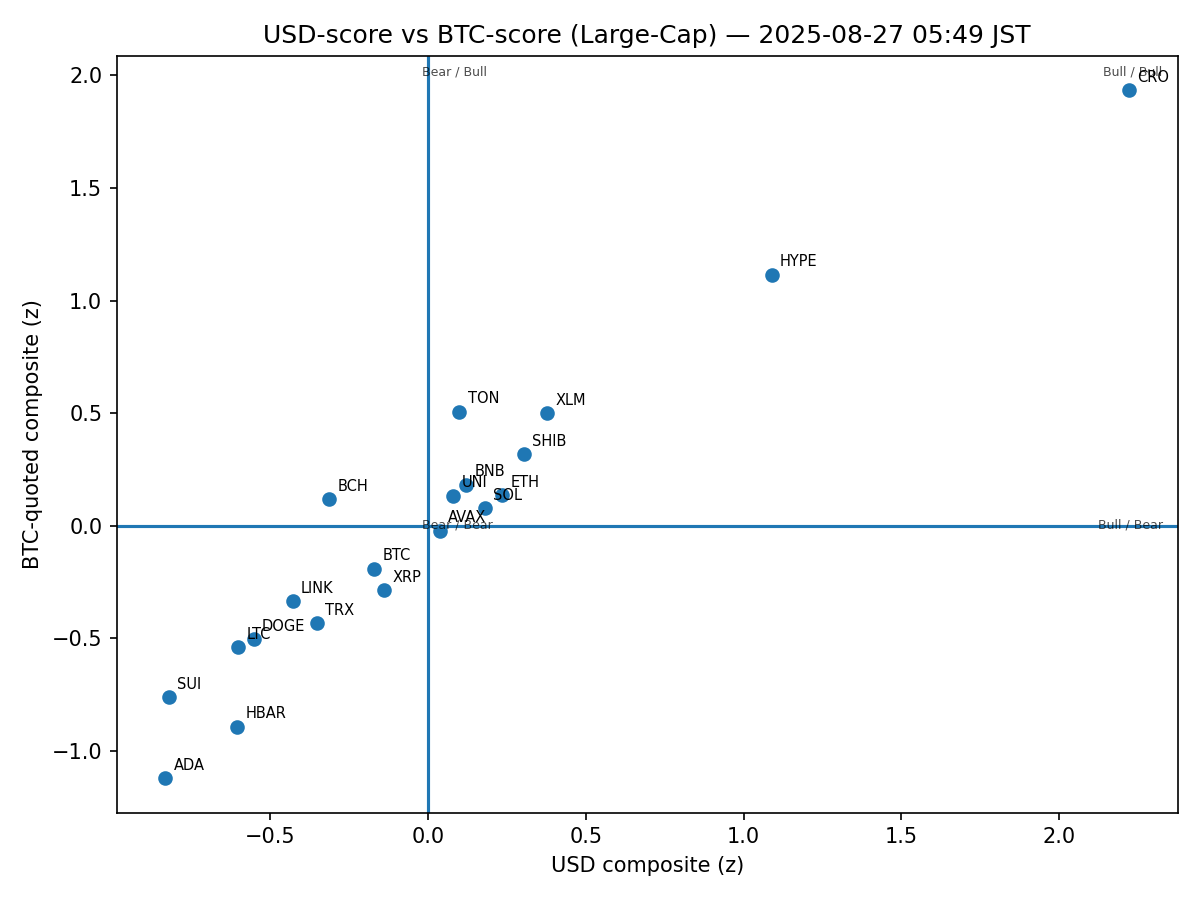 USD-score vs BTC-score (Large-Cap) — 2025-08-27 05:49 JST
Bear / Bull
Bull / Bull
CRO
2.0
1.5
HYPE
1.0
TON
XLM
0.5
SHIB
BNB
UNI
ETH
BCH
SOL
AVAX
0.0
Bear / Bear
Bull / Bear
BTC
XRP
LINK
TRX
DOGE
LTC
−0.5
SUI
HBAR
−1.0
ADA
BTC-quoted composite (z)
−0.5
0.0
0.5
1.0
1.5
2.0
USD composite (z)